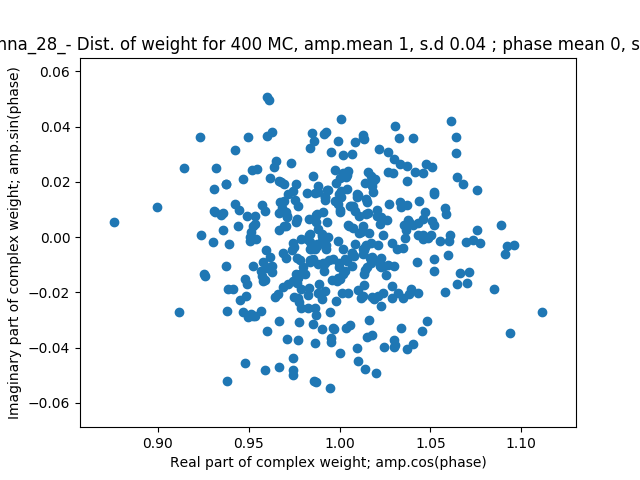 nna_28_- Dist. of weight for 400 MC, amp.mean 1, s.d 0.04 ; phase mean 0, s
0.06
0.04
0.02
0.00
−0.02
−0.04
−0.06
Imaginary part of complex weight; amp.sin(phase)
0.90 0.95 1.00 1.05 1.10
Real part of complex weight; amp.cos(phase)